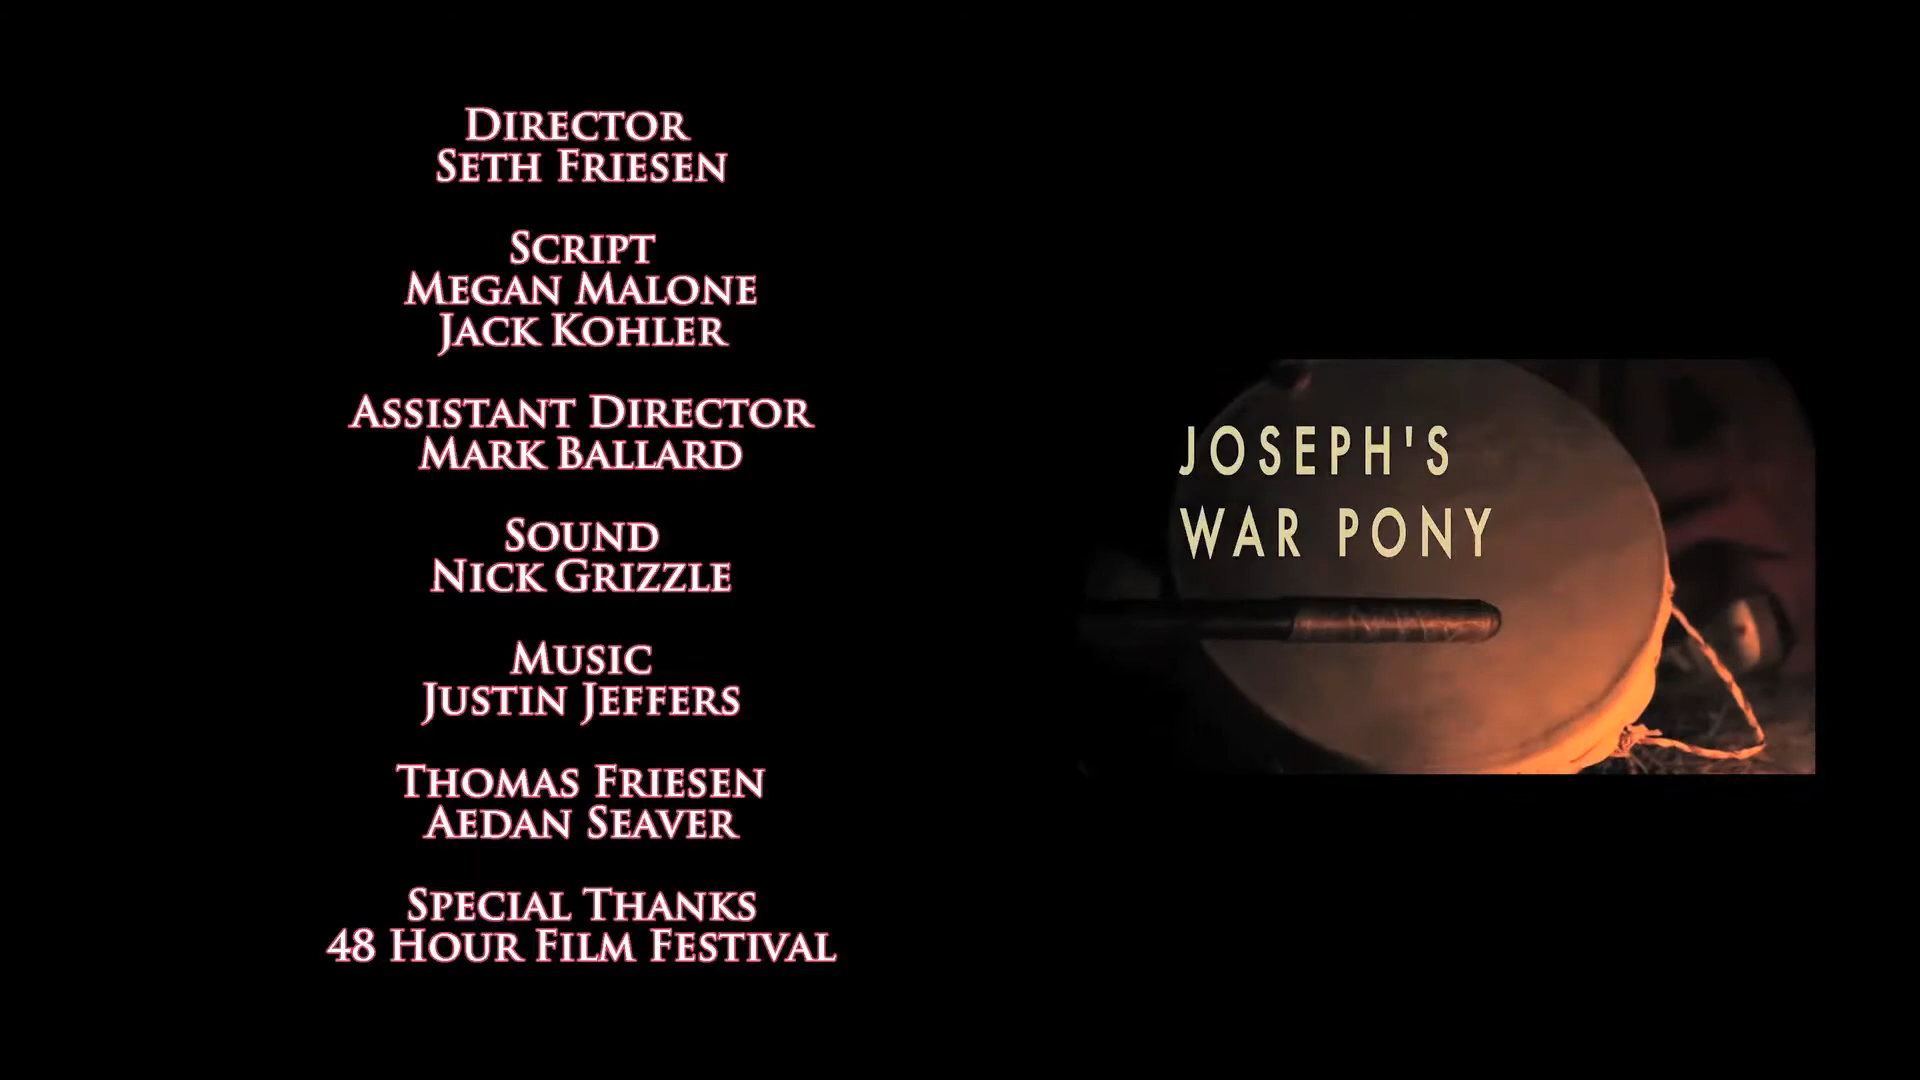 Director
Seth Friesen
Script
Megan Malone
Jack Kohler
Assistant Director
Mark Ballard
Sound
Nick Grizzle
Music
Justin Jeffers
Thomas Friesen
Aedan Seaver
Special Thanks
48 Hour Film Festival
JOSEPH'S
WAR PONY